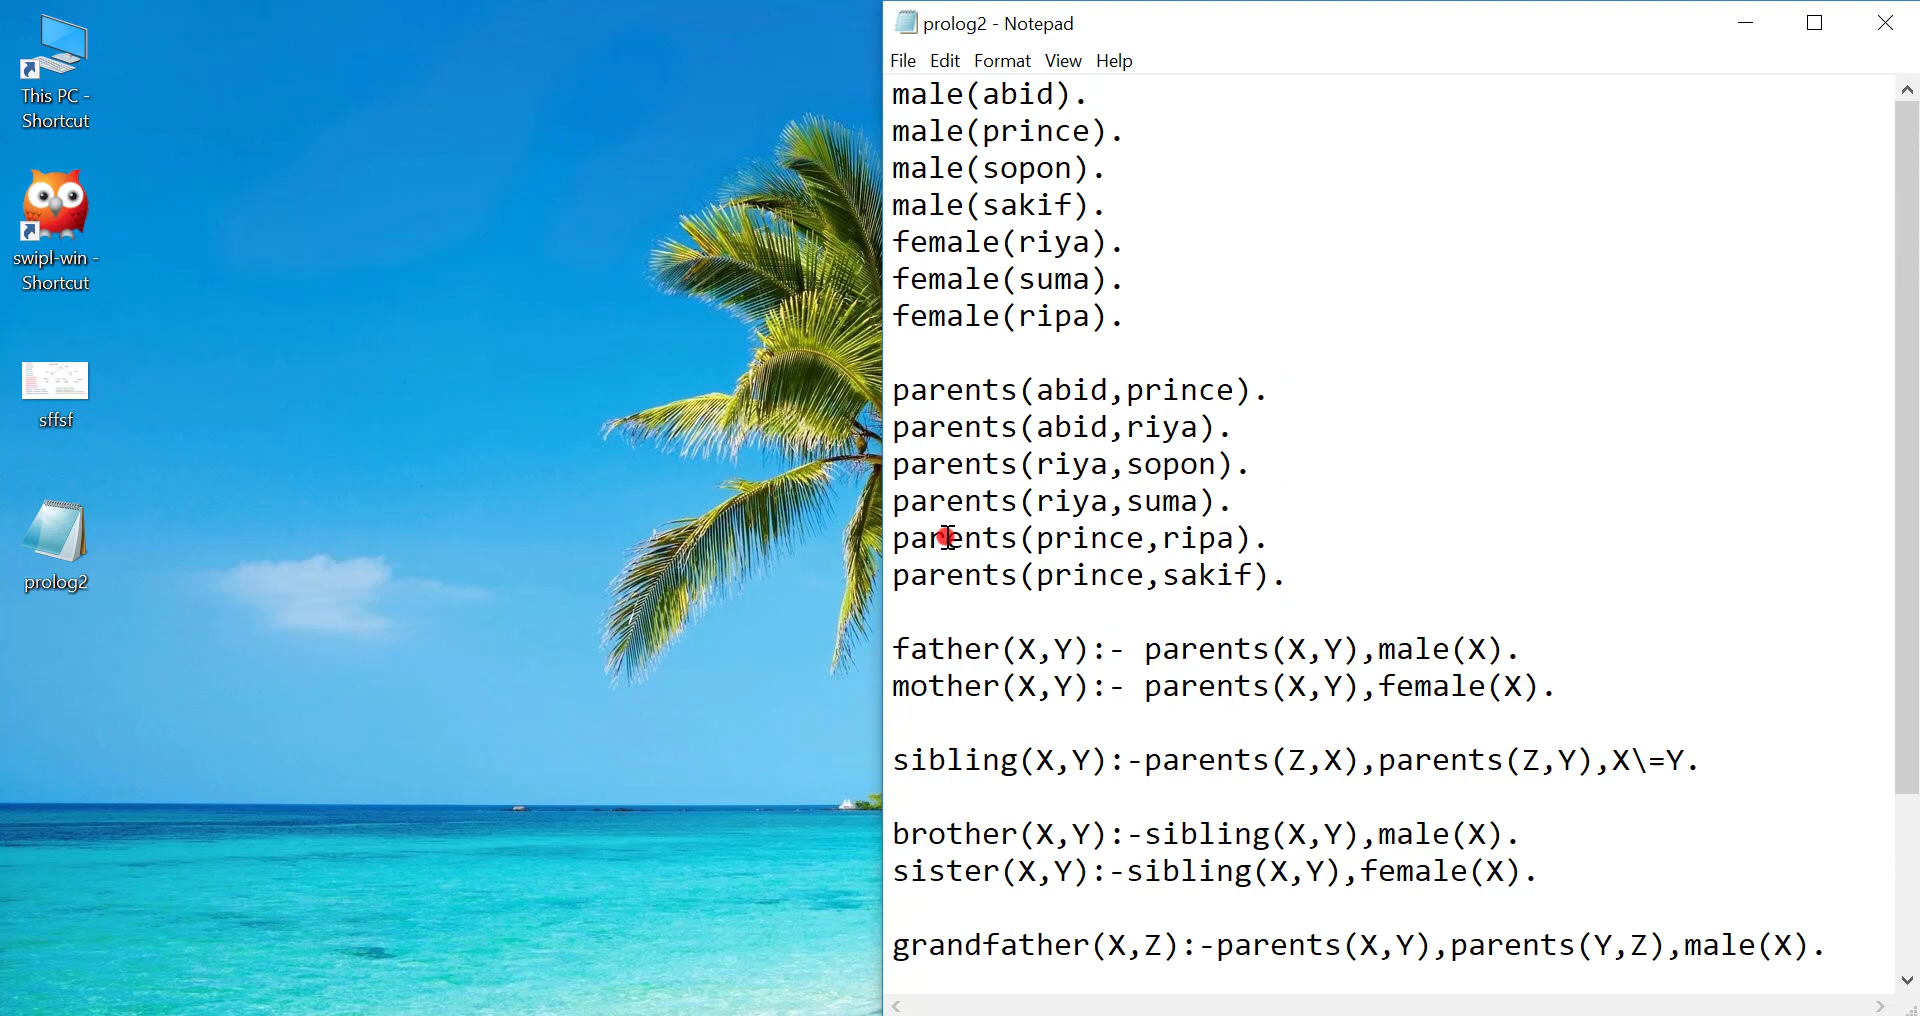 This PC -
Shortcut
swipl-win -
Shortcut
sffsf
prolog2
prolog2 - Notepad
File Edit Format View Help
male(abid).
male(prince).
male(sopon).
male(sakif).
female(riya).
female(suma).
female(ripa).
parents(abid,prince).
parents(abid,riya).
parents(riya,sopon).
parents(riya,suma).
parents(prince,ripa).
parents(prince,sakif).
father(X,Y):- parents(X,Y),male(X).
mother(X,Y):- parents(X,Y),female(X).
sibling(X,Y):-parents(Z,X),parents(Z,Y),X\=Y.
brother(X,Y):-sibling(X,Y),male(X).
sister(X,Y):-sibling(X,Y),female(X).
grandfather(X,Z):-parents(X,Y),parents(Y,Z),male(X).